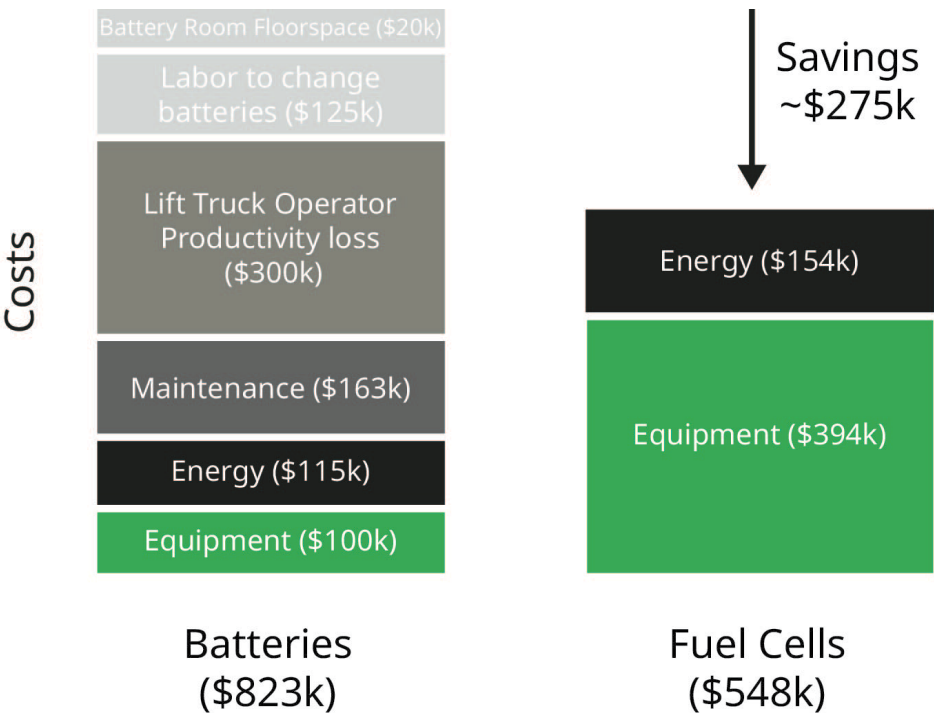 Costs
Battery Room Floorspace ($20k)
Labor to change
batteries ($125k)
Lift Truck Operator
Productivity loss
($300k)
Maintenance ($163k)
Energy ($115k)
Equipment ($100k)
Batteries
($823k)
Savings
~$275k
Energy ($154k)
Equipment ($394k)
Fuel Cells
($548k)